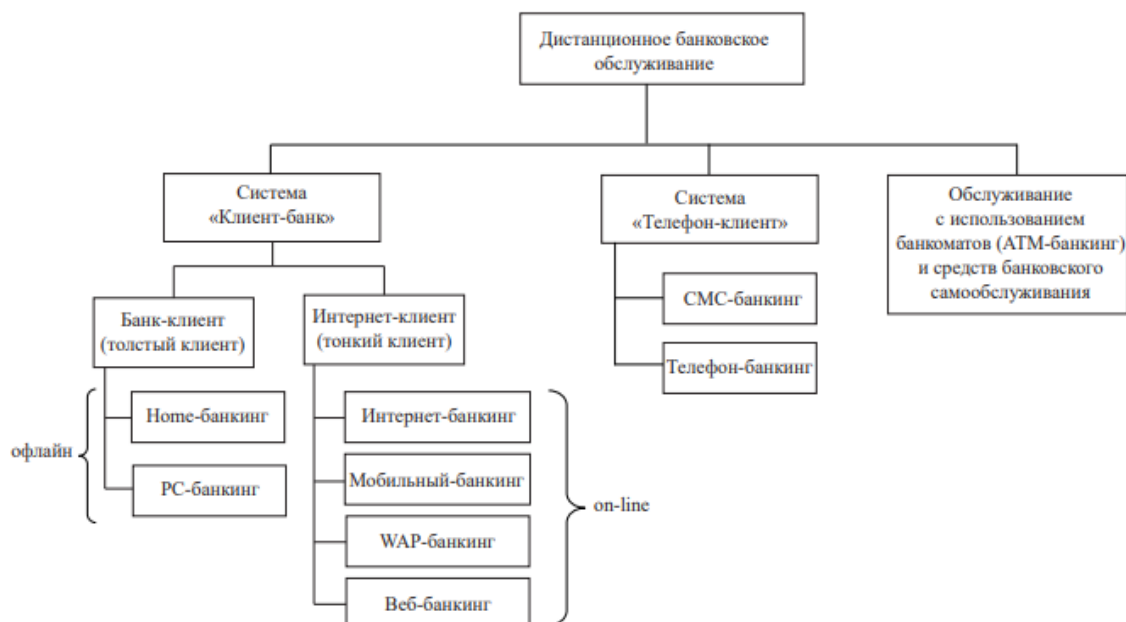 Дистанционное банковское
обслуживание
Система
«Клиент-банк»
Система
«Телефон-клиент»
Обслуживание
с использованием
банкоматов (АТМ-банкинг)
и средств банковского
самообслуживания
Банк-клиент
(толстый клиент)
Интернет-клиент
(тонкий клиент)
СМС-банкинг
Телефон-банкинг
офлайн
Home-банкинг
PC-банкинг
Интернет-банкинг
Мобильный-банкинг
WAP-банкинг
Веб-банкинг
on-line